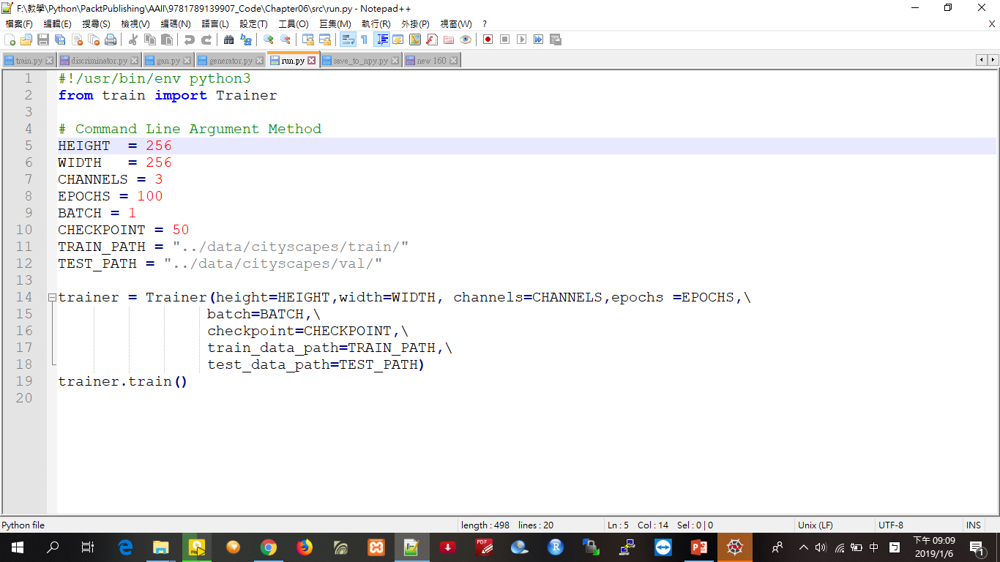 F:\教學\Python\PacktPublishing\AAII\9781789139907_Code\Chapter06\src\run.py - Notepad++
檔案(F) 編輯(E) 搜尋(S) 檢視(V) 編碼(N) 語言(L) 設定(T) 工具(O) 巨集(M) 執行(R) 外掛(P) 視窗(W) ? X
train.py discriminator.py gan.py generator.py run.py save_to_npy.py new 160
1 #!/usr/bin/env python3
2 from train import Trainer
3
4 # Command Line Argument Method
5 HEIGHT  = 256
6 WIDTH   = 256
7 CHANNELS = 3
8 EPOCHS = 100
9 BATCH = 1
10 CHECKPOINT = 50
11 TRAIN_PATH = "../data/cityscapes/train/"
12 TEST_PATH = "../data/cityscapes/val/"
13
14 trainer = Trainer(height=HEIGHT,width=WIDTH, channels=CHANNELS,epochs =EPOCHS,\
15                  batch=BATCH,\
16                  checkpoint=CHECKPOINT,\
17                  train_data_path=TRAIN_PATH,\
18                  test_data_path=TEST_PATH)
19 trainer.train()
20
Python file length : 498 lines : 20 Ln : 5 Col : 14 Sel : 0 | 0 Unix (LF) UTF-8 INS
中 下午 09:09
2019/1/6 1